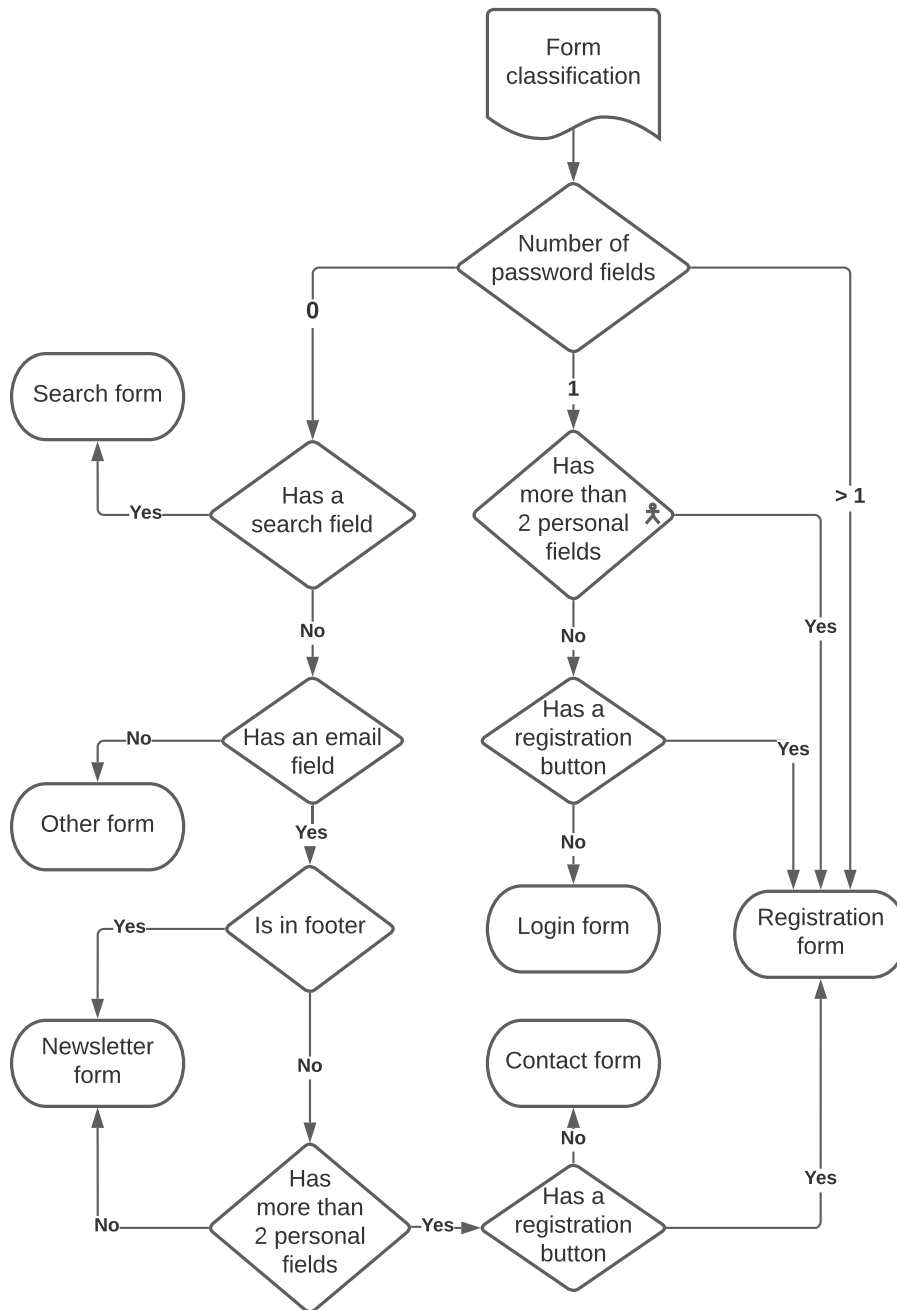 Form
classification
Number of
password fields
0
1
> 1
Search form
Yes
Has a
search field
Has
more than
2 personal
fields
No
No
Yes
Has an email
field
No
Other form
Has a
registration
button
Yes
Yes
No
Is in footer
Yes
Login form
Registration
form
Newsletter
form
No
Contact form
No
Has
more than
2 personal
fields
No
Yes
Has a
registration
button
Yes